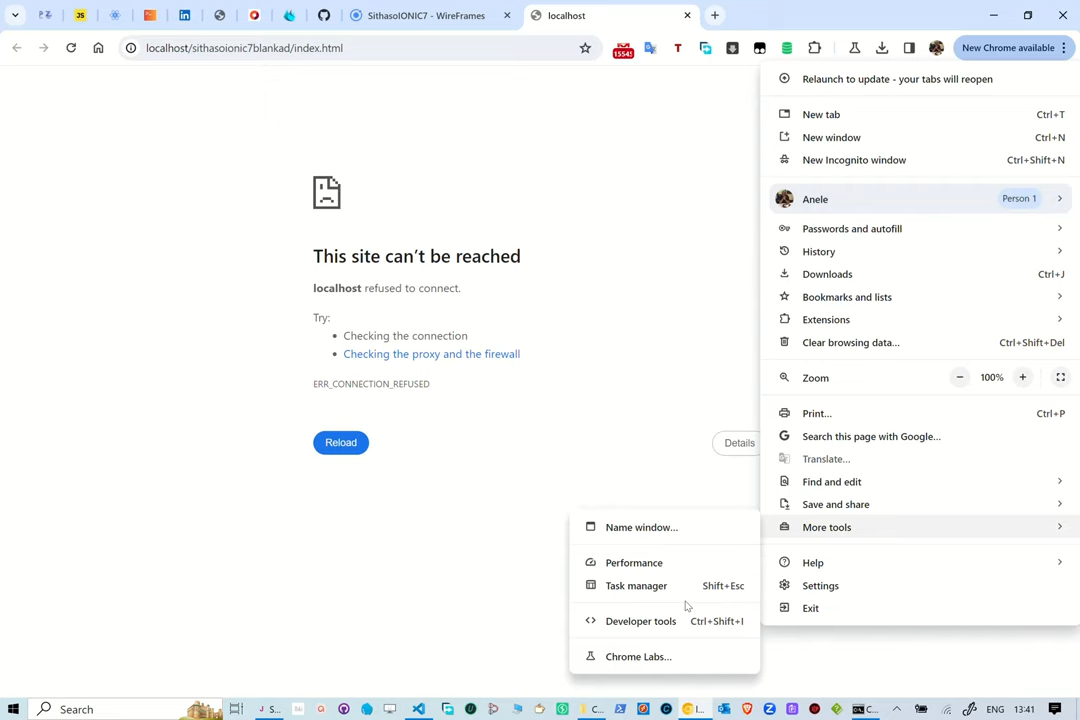 JS
SithasoIONIC7 - WireFrames
localhost
localhost/sithasoionic7blankad/index.html
15545
T
New Chrome available
Relaunch to update - your tabs will reopen
New tab Ctrl+T
New window Ctrl+N
New Incognito window Ctrl+Shift+N
Anele Person 1
Passwords and autofill
History
Downloads Ctrl+J
Bookmarks and lists
Extensions
Clear browsing data... Ctrl+Shift+Del
Zoom 100%
Print... Ctrl+P
Search this page with Google...
Translate...
Find and edit
Save and share
More tools
Help
Settings
Exit
This site can't be reached
localhost refused to connect.
Try:
Checking the connection
Checking the proxy and the firewall
ERR_CONNECTION_REFUSED
Reload
Details
Name window...
Performance
Task manager Shift+Esc
Developer tools Ctrl+Shift+I
Chrome Labs...
Search
S...
C...
I...
C...
ENG
13:41